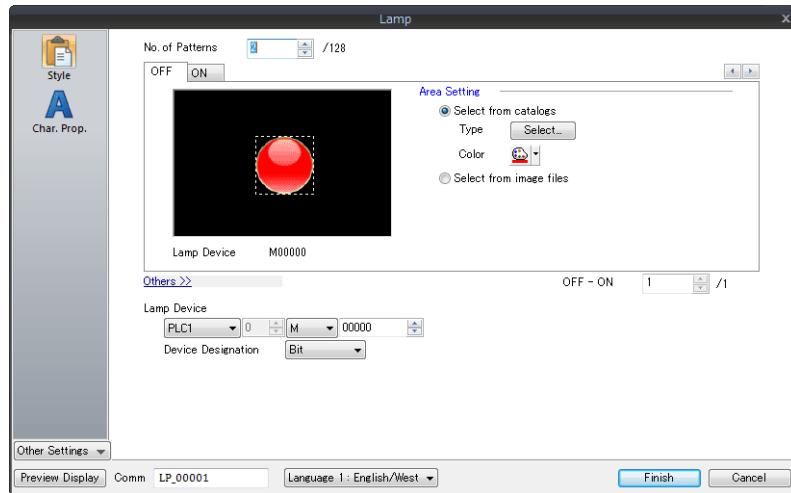 Lamp
x
Style
Char. Prop.
No. of Patterns 2 /128
OFF ON
Area Setting
Select from catalogs
Type Select...
Color
Select from image files
Lamp Device M00000
Others >>
OFF - ON 1 /1
Lamp Device
PLC1 0 M 00000
Device Designation Bit
Other Settings
Preview Display Comm LP_00001 Language 1 : English/West Finish Cancel